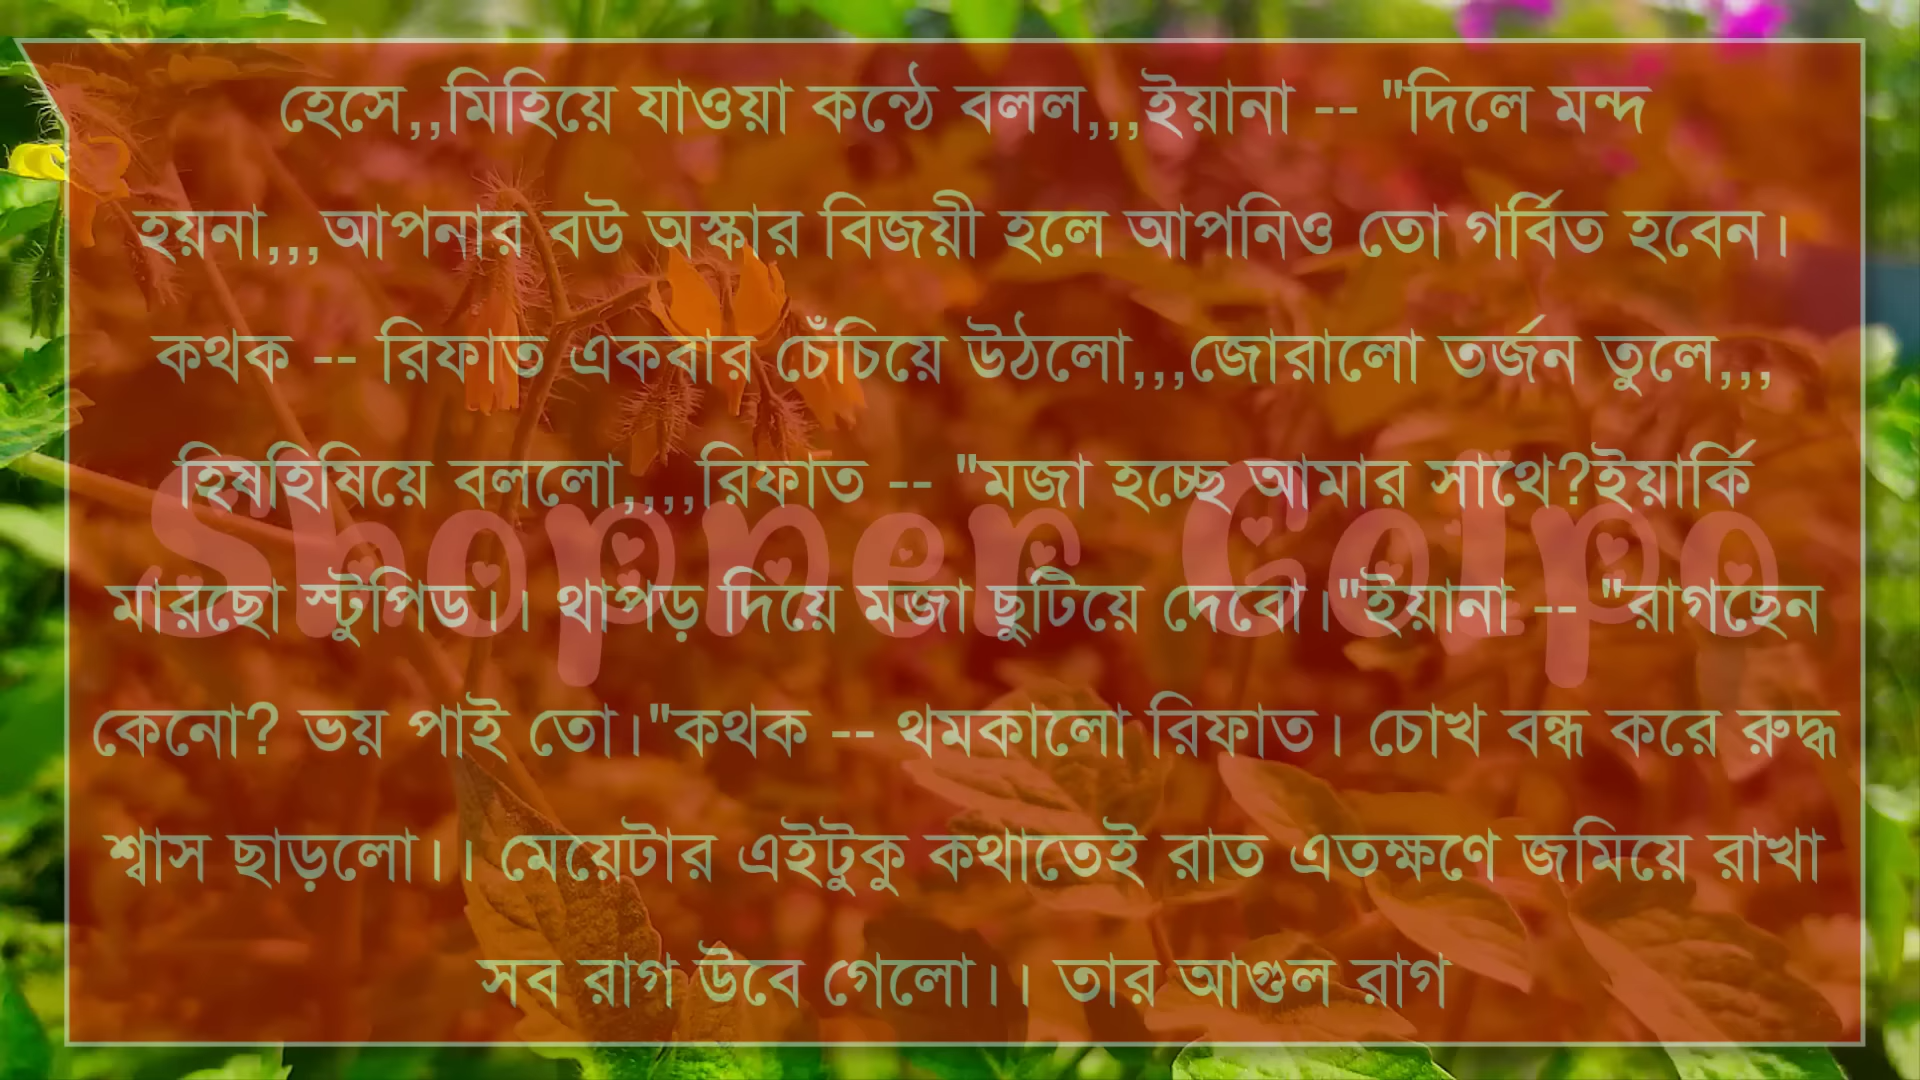 হেসে,,মিহিয়ে যাওয়া কন্ঠে বলল,,,ইয়ানা -- "দিলে মন্দ
হয়না,,,আপনার বউ অস্কার বিজয়ী হলে আপনিও তো গর্বিত হবেন।
কথক -- রিফাত একবার চেঁচিয়ে উঠলো,,,জোরালো তর্জন তুলে,,,
হিষহিষিয়ে বললো,,,,রিফাত -- "মজা হচ্ছে আমার সাথে?ইয়ার্কি
Shopner Golpo
মারছো স্টুপিড।। থাপড় দিয়ে মজা ছুটিয়ে দেবো।"ইয়ানা -- "রাগছেন
কেনো? ভয় পাই তো।"কথক -- থমকালো রিফাত। চোখ বন্ধ করে রুদ্ধ
শ্বাস ছাড়লো।। মেয়েটার এইটুকু কথাতেই রাত এতক্ষণে জমিয়ে রাখা
সব রাগ উবে গেলো।। তার আগুল রাগ